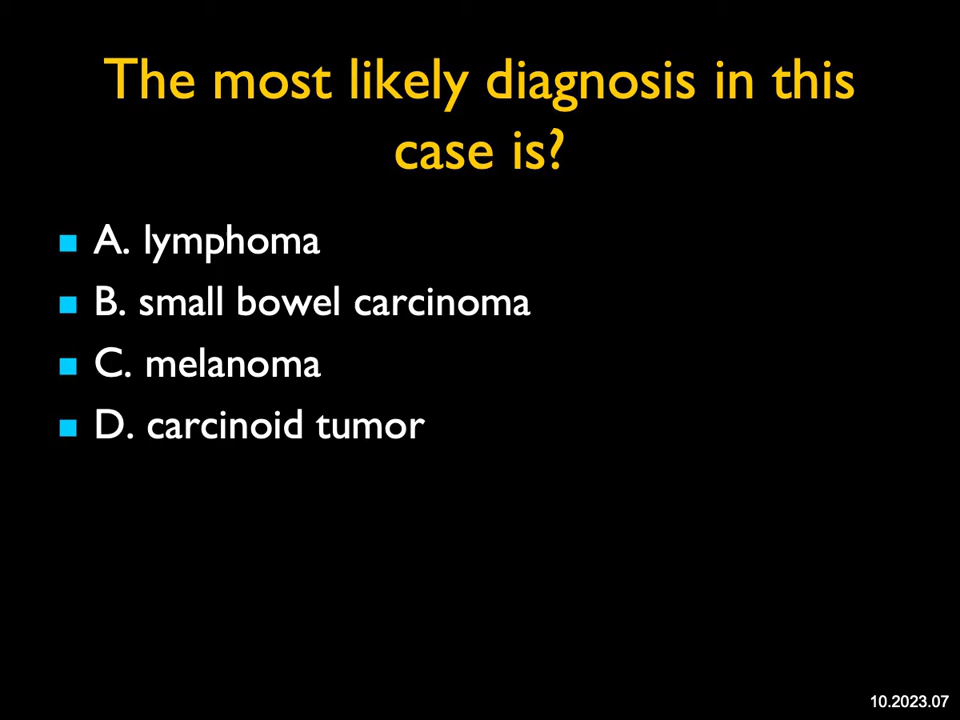 The most likely diagnosis in this
case is?
A. lymphoma
B. small bowel carcinoma
C. melanoma
D. carcinoid tumor
10.2023.07